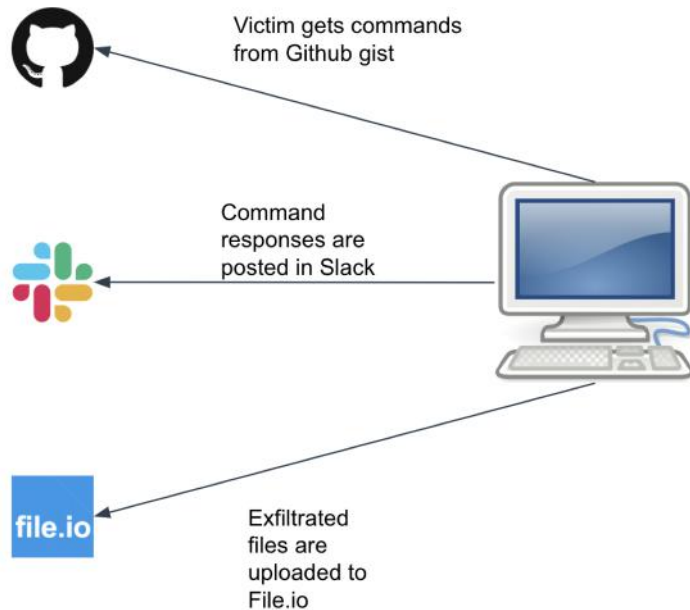 Victim gets commands
from Github gist
Command
responses are
posted in Slack
file.io
Exfiltrated
files are
uploaded to
File.io